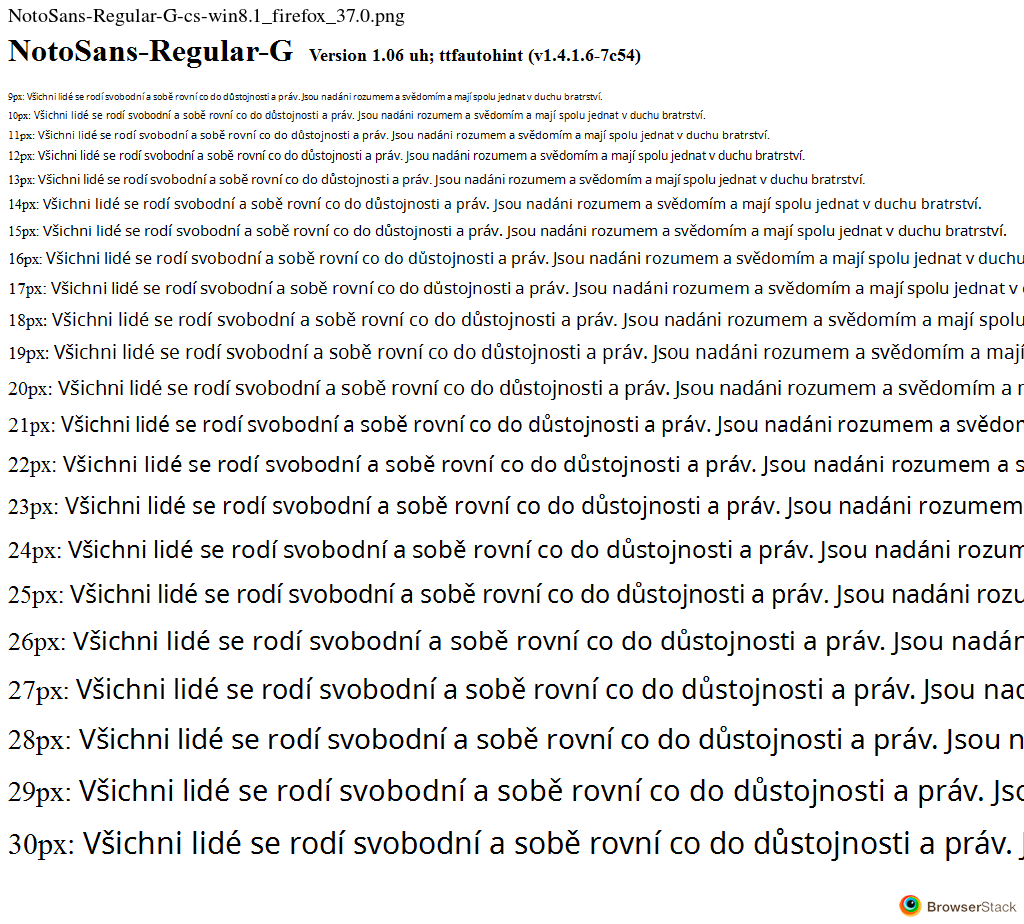 NotoSans-Regular-G-cs-win8.1_firefox_37.0.png
NotoSans-Regular-G Version 1.06 uh; ttfautohint (v1.4.1.6-7c54)
9px: Všichni lidé se rodí svobodní a sobě rovní co do důstojnosti a práv. Jsou nadáni rozumem a svědomím a mají spolu jednat v duchu bratrství.
10px: Všichni lidé se rodí svobodní a sobě rovní co do důstojnosti a práv. Jsou nadáni rozumem a svědomím a mají spolu jednat v duchu bratrství.
11px: Všichni lidé se rodí svobodní a sobě rovní co do důstojnosti a práv. Jsou nadáni rozumem a svědomím a mají spolu jednat v duchu bratrství.
12px: Všichni lidé se rodí svobodní a sobě rovní co do důstojnosti a práv. Jsou nadáni rozumem a svědomím a mají spolu jednat v duchu bratrství.
13px: Všichni lidé se rodí svobodní a sobě rovní co do důstojnosti a práv. Jsou nadáni rozumem a svědomím a mají spolu jednat v duchu bratrství.
14px: Všichni lidé se rodí svobodní a sobě rovní co do důstojnosti a práv. Jsou nadáni rozumem a svědomím a mají spolu jednat v duchu bratrství.
15px: Všichni lidé se rodí svobodní a sobě rovní co do důstojnosti a práv. Jsou nadáni rozumem a svědomím a mají spolu jednat v duchu bratrství.
16px: Všichni lidé se rodí svobodní a sobě rovní co do důstojnosti a práv. Jsou nadáni rozumem a svědomím a mají spolu jednat v duchu
17px: Všichni lidé se rodí svobodní a sobě rovní co do důstojnosti a práv. Jsou nadáni rozumem a svědomím a mají spolu jednat v
18px: Všichni lidé se rodí svobodní a sobě rovní co do důstojnosti a práv. Jsou nadáni rozumem a svědomím a mají spolu
19px: Všichni lidé se rodí svobodní a sobě rovní co do důstojnosti a práv. Jsou nadáni rozumem a svědomím a mají
20px: Všichni lidé se rodí svobodní a sobě rovní co do důstojnosti a práv. Jsou nadáni rozumem a svědomím a
21px: Všichni lidé se rodí svobodní a sobě rovní co do důstojnosti a práv. Jsou nadáni rozumem a svědom
22px: Všichni lidé se rodí svobodní a sobě rovní co do důstojnosti a práv. Jsou nadáni rozumem a s
23px: Všichni lidé se rodí svobodní a sobě rovní co do důstojnosti a práv. Jsou nadáni rozumem
24px: Všichni lidé se rodí svobodní a sobě rovní co do důstojnosti a práv. Jsou nadáni rozum
25px: Všichni lidé se rodí svobodní a sobě rovní co do důstojnosti a práv. Jsou nadáni rozu
26px: Všichni lidé se rodí svobodní a sobě rovní co do důstojnosti a práv. Jsou nadán
27px: Všichni lidé se rodí svobodní a sobě rovní co do důstojnosti a práv. Jsou nad
28px: Všichni lidé se rodí svobodní a sobě rovní co do důstojnosti a práv. Jsou n
29px: Všichni lidé se rodí svobodní a sobě rovní co do důstojnosti a práv. Jso
30px: Všichni lidé se rodí svobodní a sobě rovní co do důstojnosti a práv. J
BrowserStack